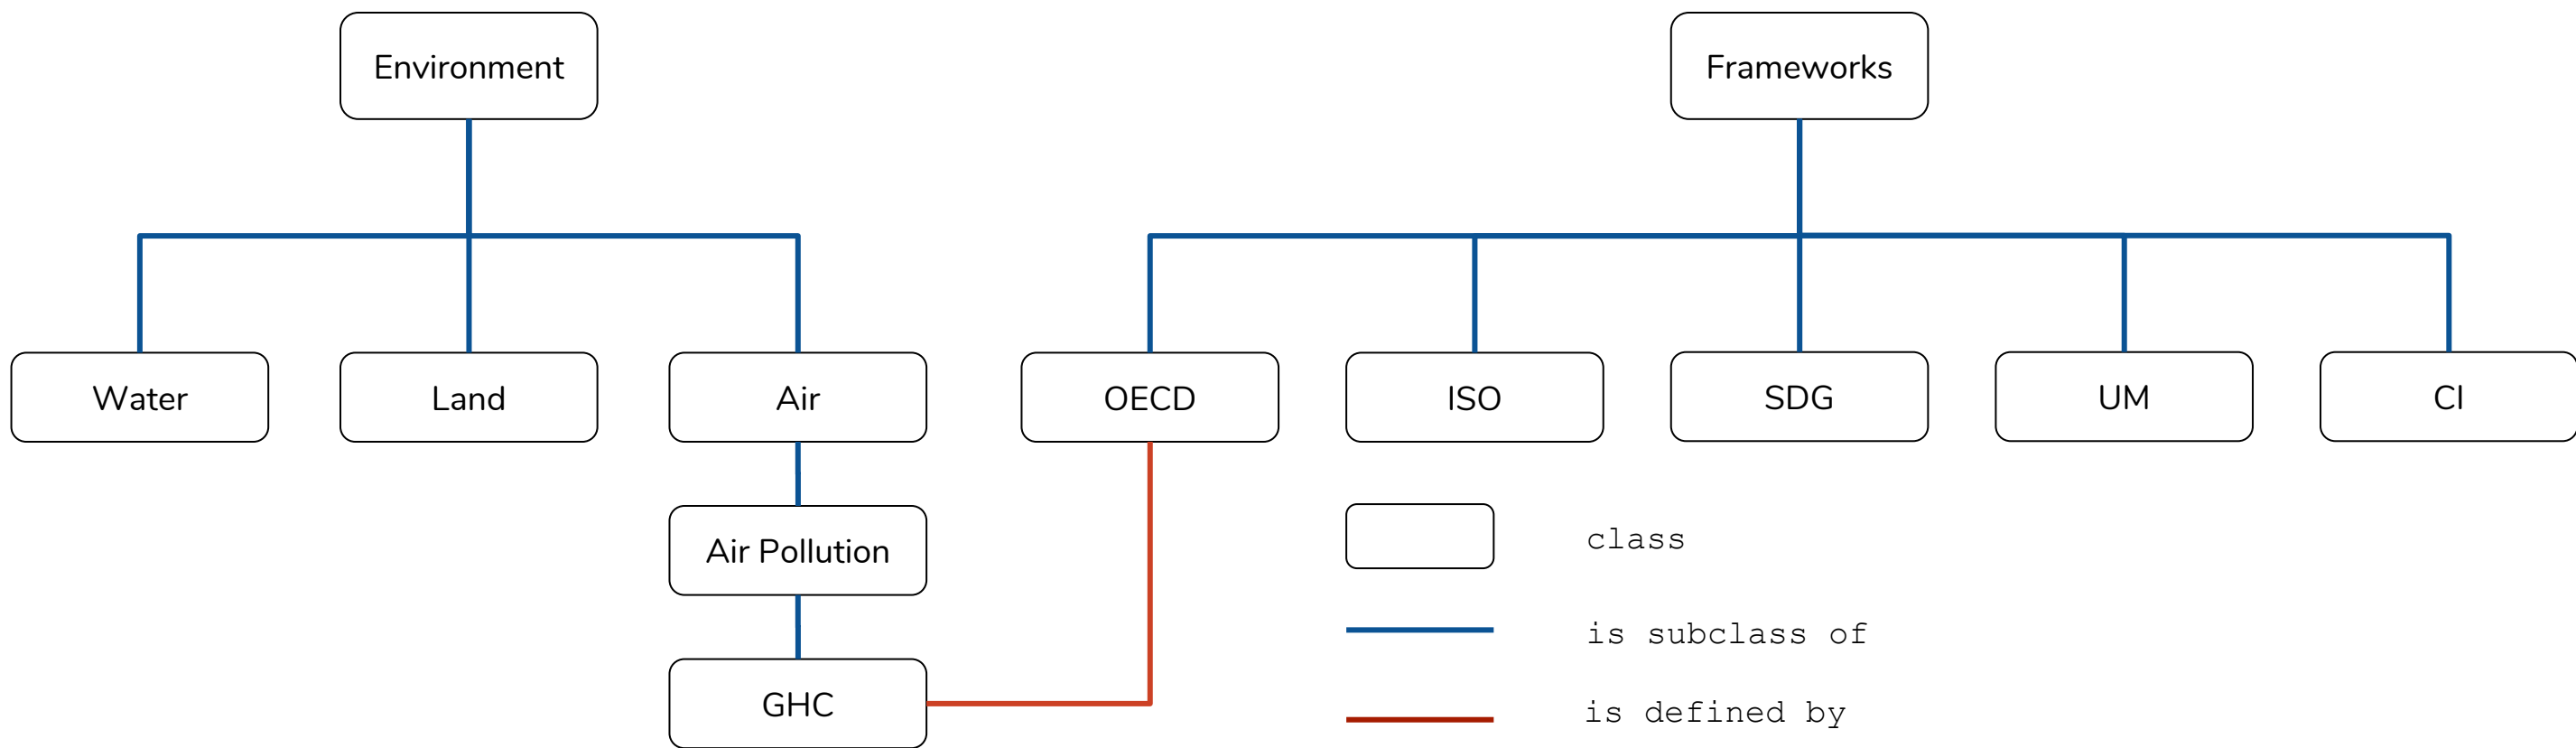 Environment
Frameworks
Water
Land
Air
OECD
ISO
SDG
UM
CI
Air Pollution
class
is subclass of
GHC
is defined by